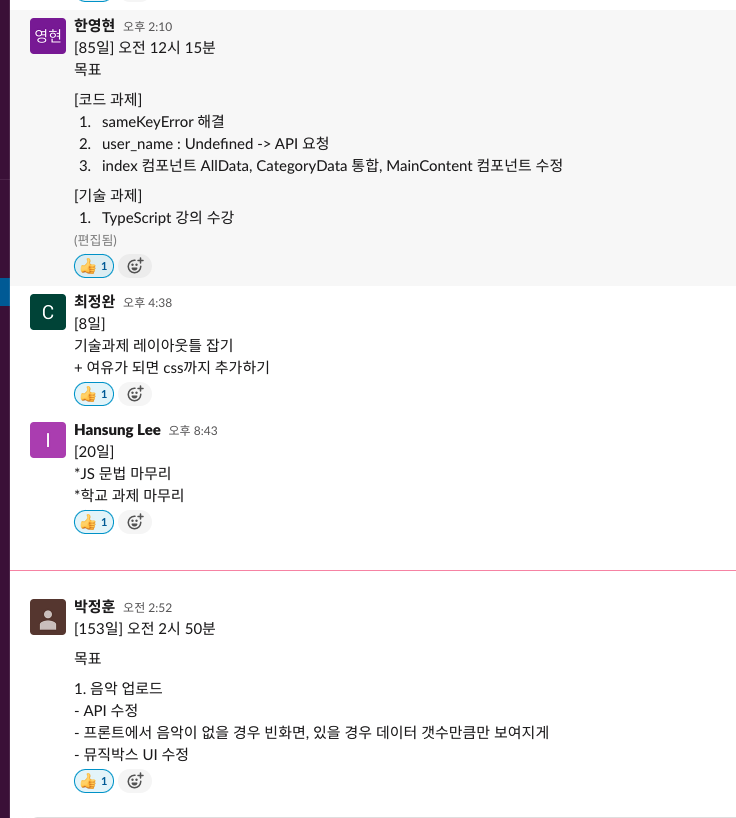 영현
한영현 오후 2:10
[85일] 오전 12시 15분
목표
[코드 과제]
1. sameKeyError 해결
2. user_name : Undefined -> API 요청
3. index 컴포넌트 AllData, CategoryData 통합, MainContent 컴포넌트 수정
[기술 과제]
1. TypeScript 강의 수강
(편집됨)
👍 1
C
최정완 오후 4:38
[8일]
기술과제 레이아웃틀 잡기
+ 여유가 되면 css까지 추가하기
👍 1
I
Hansung Lee 오후 8:43
[20일]
*JS 문법 마무리
*학교 과제 마무리
👍 1
박정훈 오전 2:52
[153일] 오전 2시 50분
목표
1. 음악 업로드
- API 수정
- 프론트에서 음악이 없을 경우 빈화면, 있을 경우 데이터 갯수만큼만 보여지게
- 뮤직박스 UI 수정
👍 1